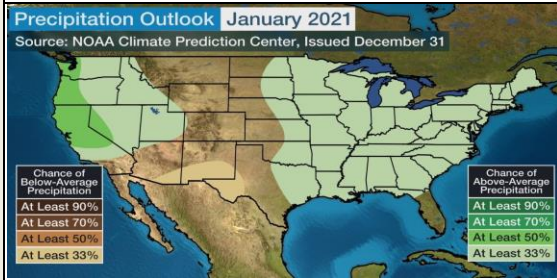 Precipitation Outlook January 2021
Source: NOAA Climate Prediction Center, Issued December 31
Chance of
Below-Average
Precipitation
At Least 90%
At Least 70%
At Least 50%
At Least 33%
Chance of
Above-Average
Precipitation
At Least 90%
At Least 70%
At Least 50%
At Least 33%